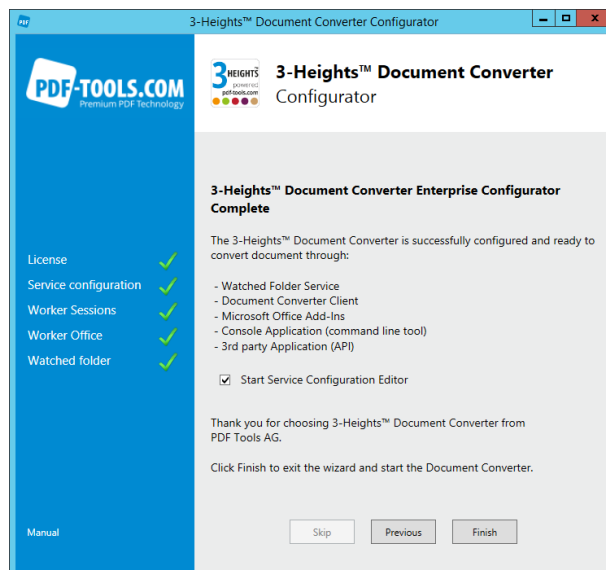 3-Heights™ Document Converter Configurator
PDF-TOOLS.COM
Premium PDF Technology
3 HEIGHTS
powered
pdf-tools.com
3-Heights™ Document Converter
Configurator
3-Heights™ Document Converter Enterprise Configurator
Complete
The 3-Heights™ Document Converter is successfully configured and ready to
convert document through:
- Watched Folder Service
- Document Converter Client
- Microsoft Office Add-Ins
- Console Application (command line tool)
- 3rd party Application (API)
Start Service Configuration Editor
Thank you for choosing 3-Heights™ Document Converter from
PDF Tools AG.
Click Finish to exit the wizard and start the Document Converter.
License
Service configuration
Worker Sessions
Worker Office
Watched folder
Manual
Skip Previous Finish